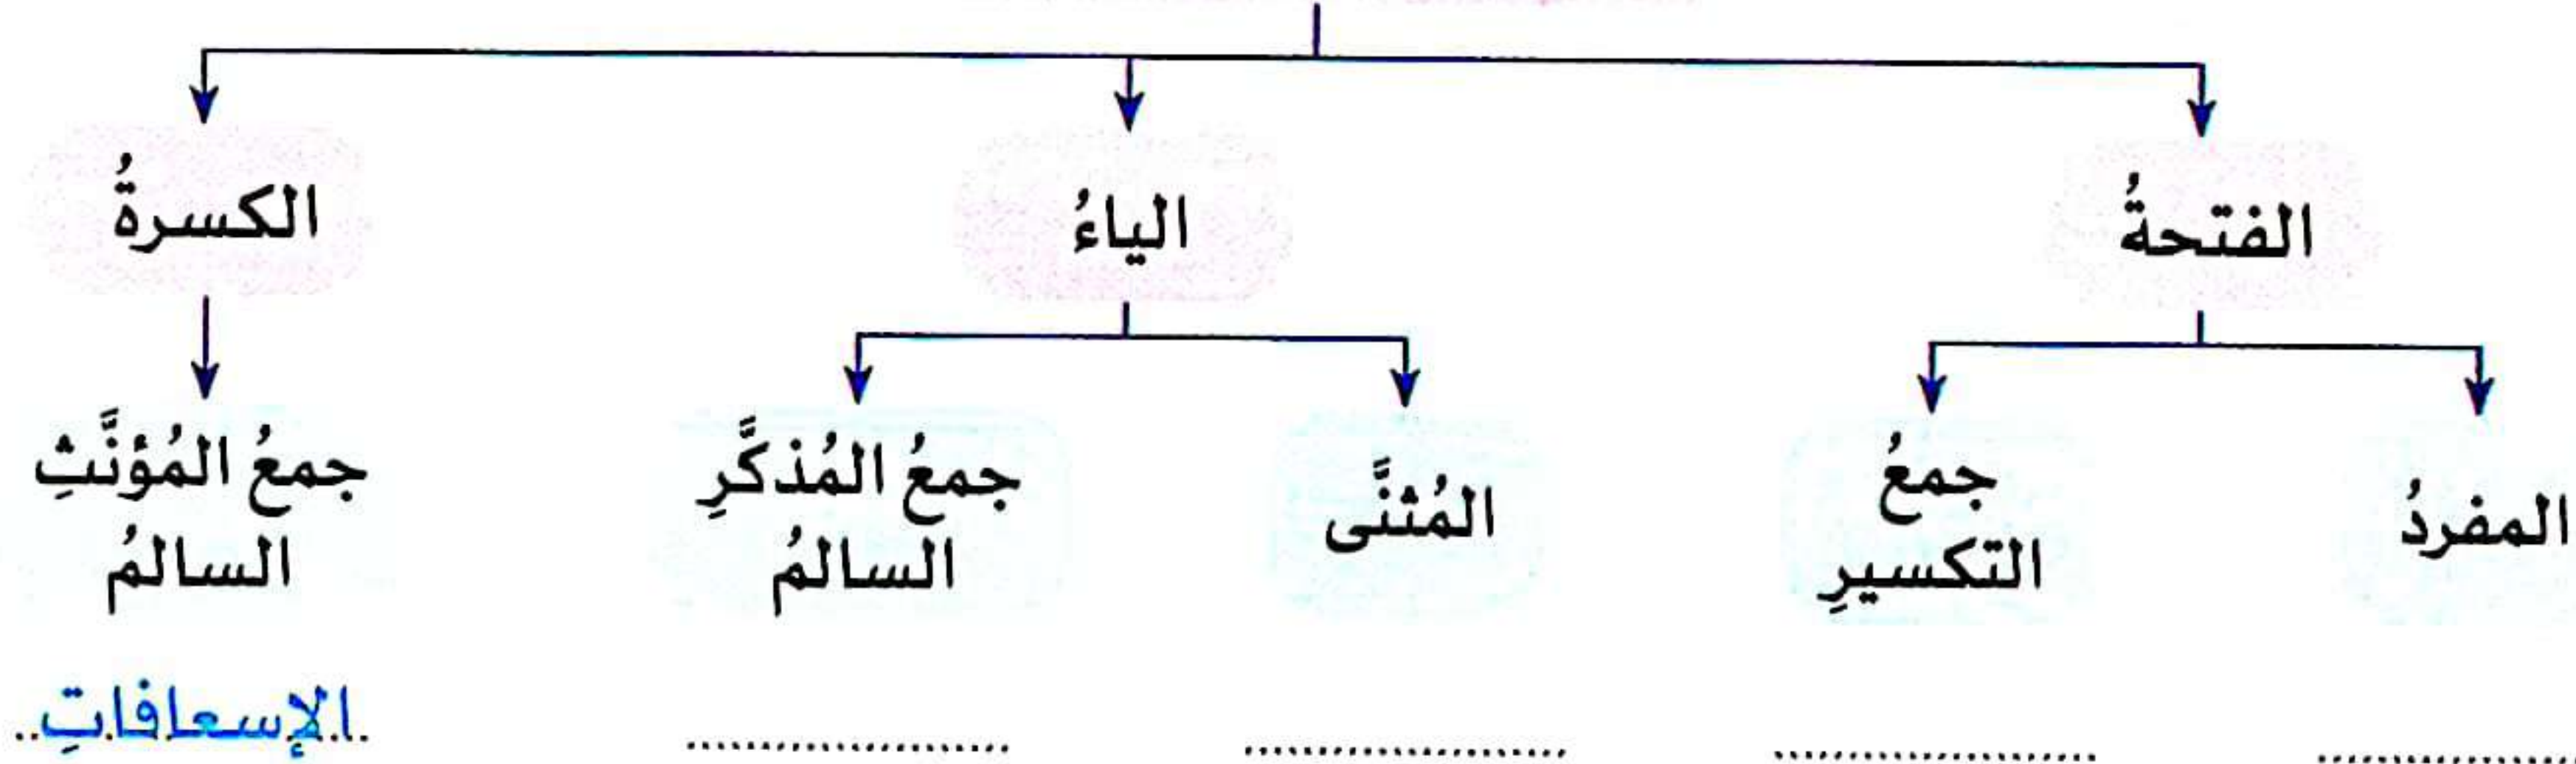 الفتحةُ
الياءُ
الكسرةُ
المفردُ
جمعُ
التكسيرِ
المُثنَّى
جمعُ المُذكَّرِ
السالمُ
جمعُ المُؤنَّثِ
السالمُ
الإسعافاتِ